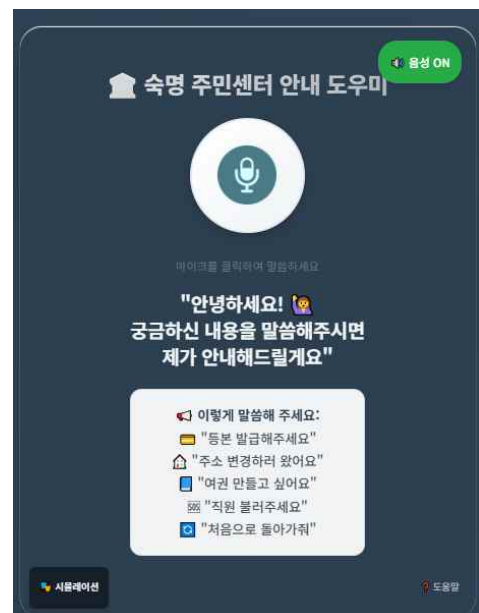 음성 ON
숙명 주민센터 안내 도우미
마이크를 클릭하여 말씀하세요
"안녕하세요! 🙋
궁금하신 내용을 말씀해주시면
제가 안내해드릴게요"
이렇게 말씀해 주세요:
"등본 발급해주세요"
"주소 변경하러 왔어요"
"여권 만들고 싶어요"
🆘 "직원 불러주세요"
"처음으로 돌아가줘"
시뮬레이션
도움말